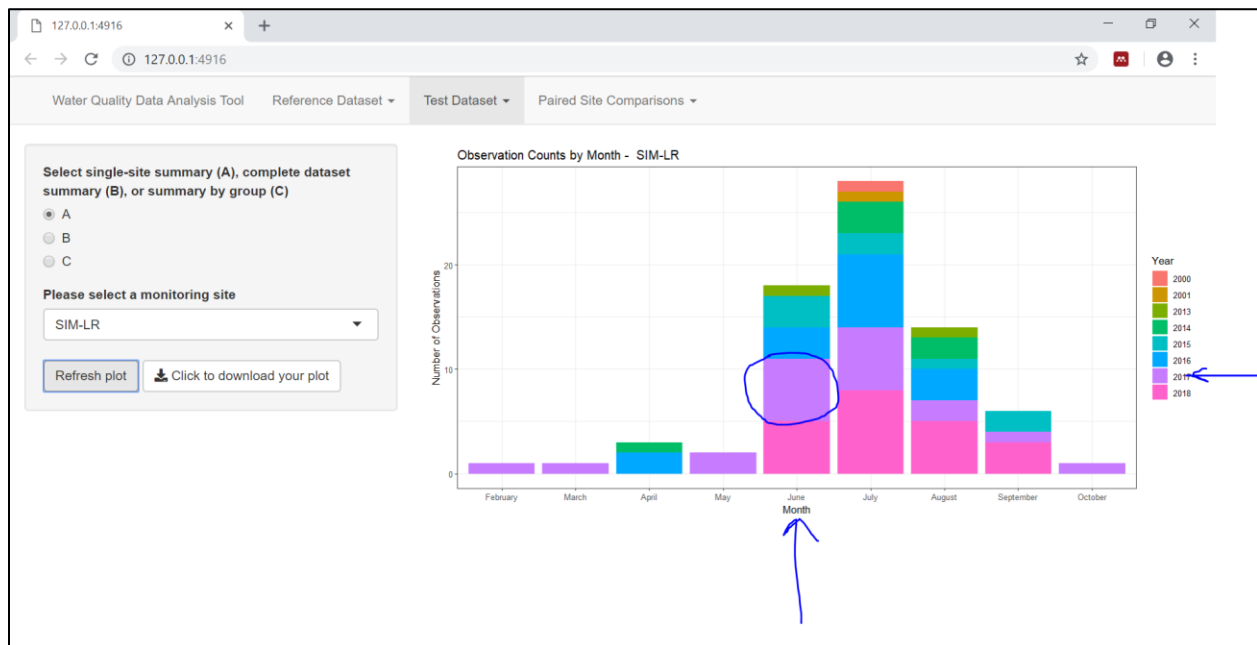 127.0.0.1:4916
127.0.0.1:4916
Water Quality Data Analysis Tool Reference Dataset Test Dataset Paired Site Comparisons
Select single-site summary (A), complete dataset
summary (B), or summary by group (C)
A
B
C
Please select a monitoring site
SIM-LR
Refresh plot Click to download your plot
Observation Counts by Month - SIM-LR
Number of Observations
20
10
0
February March April May June July August September October
Month
Year
2000
2001
2013
2014
2015
2016
2017
2018